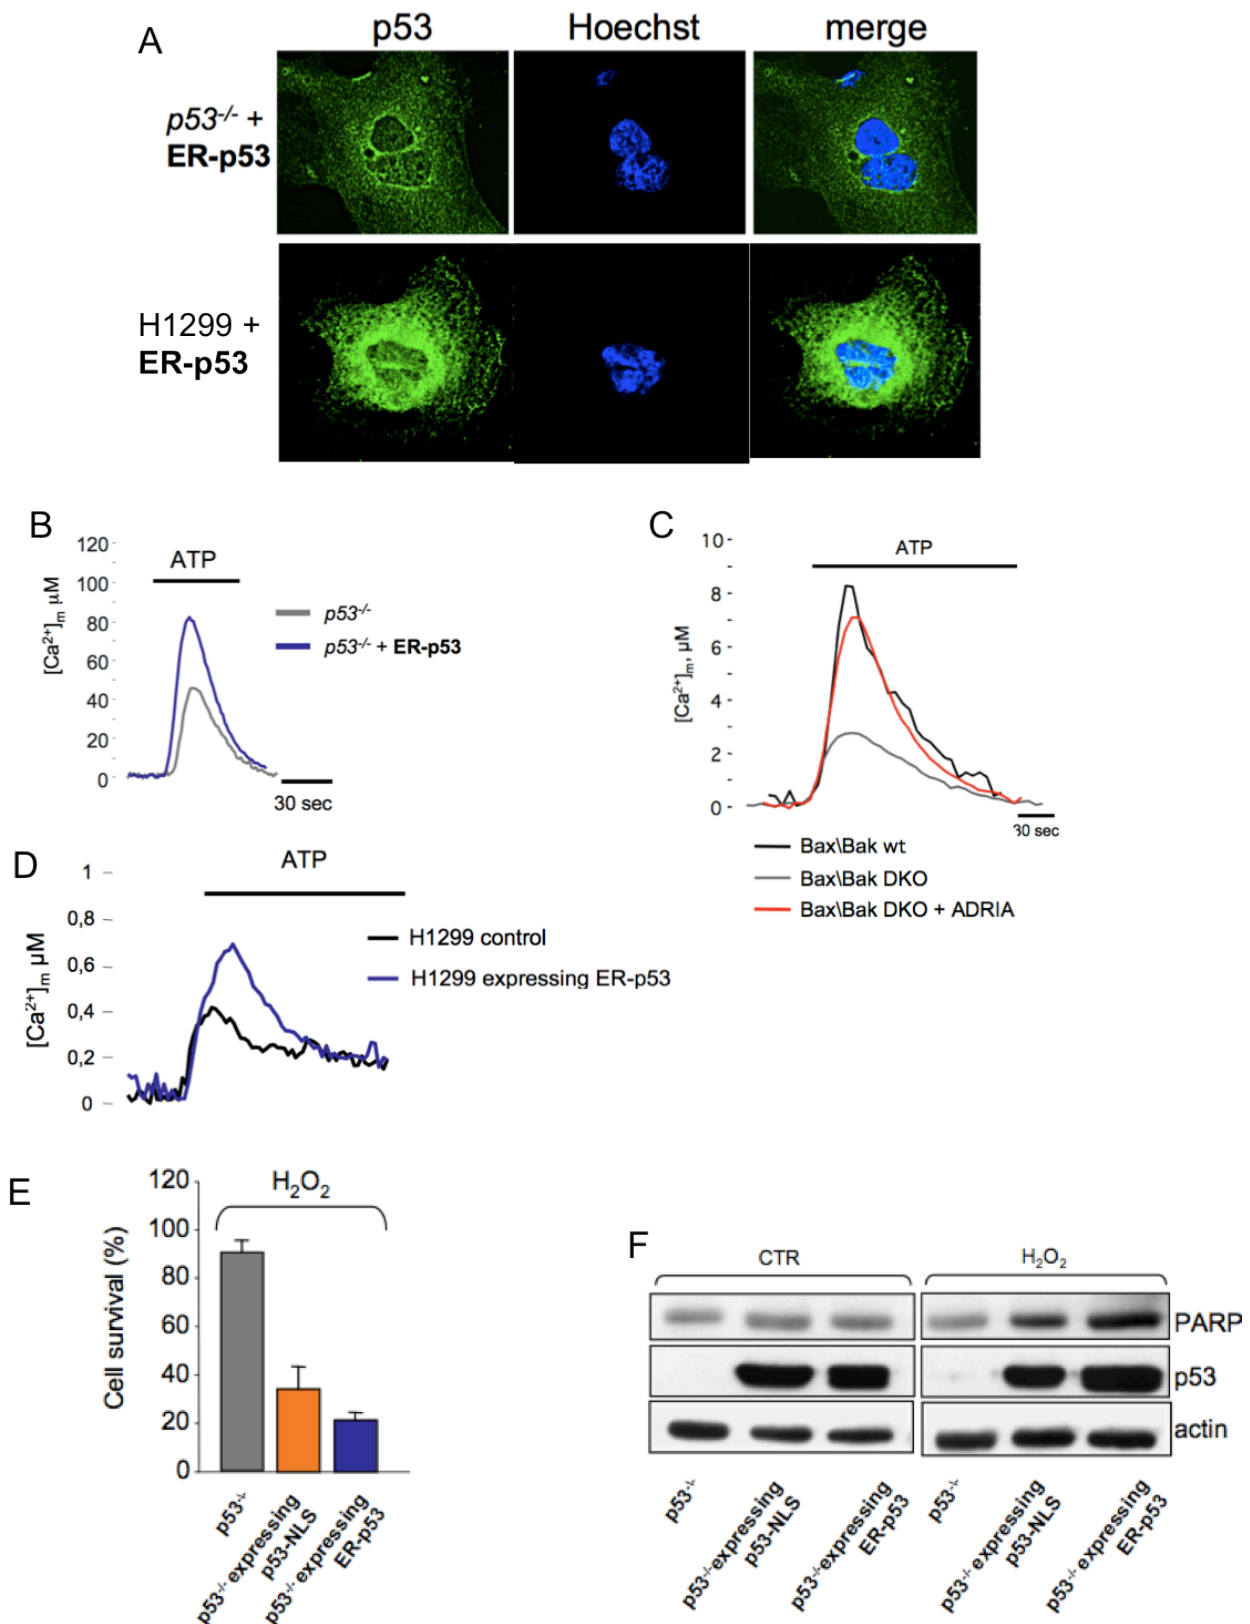 A
p53
Hoechst
merge
p53-/- +
ER-p53
H1299 +
ER-p53
B
120
100
80
60
40
20
0
[Ca2+]m µM
ATP
p53-/-
p53-/- + ER-p53
30 sec
C
10
8
6
4
2
0
[Ca2+]m, µM
ATP
30 sec
Bax\Bak wt
Bax\Bak DKO
Bax\Bak DKO + ADRIA
D
1
0,8
0,6
0,4
0,2
0
[Ca2+]m µM
ATP
H1299 control
H1299 expressing ER-p53
E
120
100
80
60
40
20
0
Cell survival (%)
H2O2
p53-/-
p53-/- expressing
p53-NLS
p53-/- expressing
ER-p53
F
CTR
H2O2
PARP
p53
actin
p53-/-
p53-/-expressing
p53-NLS
p53-/-expressing
ER-p53
p53-/-
p53-/- expressing
p53-NLS
p53-/- expressing
ER-p53